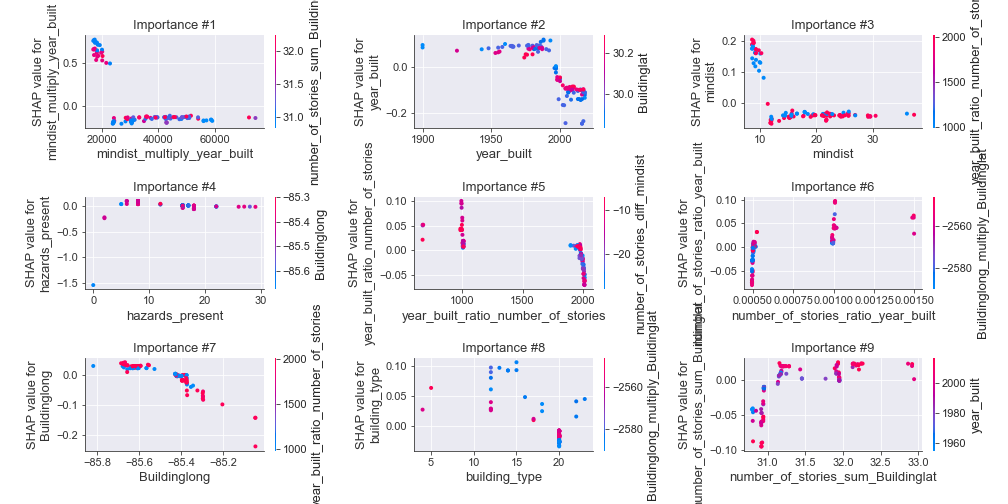 Importance #1
SHAP value for
mindist_multiply_year_built
0.5
0.0
20000 40000 60000
mindist_multiply_year_built
32.0
31.5
31.0
Importance #2
SHAP value for
year_built
0.0
−0.2
1900 1950 2000
year_built
30.2
30.0
Buildinglat
Importance #3
SHAP value for
mindist
0.2
0.1
0.0
10 20 30
mindist
2000
1500
1000
Importance #4
SHAP value for
hazards_present
0.0
−0.5
−1.0
−1.5
0 10 20 30
hazards_present
−85.3
−85.4
−85.5
−85.6
Buildinglong
Importance #5
SHAP value for
year_built_ratio_number_of_stories
0.10
0.05
0.00
−0.05
1000 1500 2000
year_built_ratio_number_of_stories
−10
−20
number_of_stories_diff_mindist
Importance #6
SHAP value for
number_of_stories_ratio_year_built
0.10
0.05
0.00
−0.05
0.00050 0.00075 0.00100 0.00125 0.00150
number_of_stories_ratio_year_built
−2560
−2580
Buildinglong_multiply_Buildinglat
Importance #7
SHAP value for
Buildinglong
0.0
−0.1
−0.2
−85.8 −85.6 −85.4 −85.2
Buildinglong
2000
1500
1000
year_built_ratio_number_of_stories
Importance #8
SHAP value for
building_type
0.10
0.05
0.00
5 10 15 20
building_type
−2560
−2580
Buildinglong_multiply_Buildinglat
Importance #9
SHAP value for
number_of_stories_sum_Buildinglat
0.00
−0.05
−0.10
31.0 31.5 32.0 32.5 33.0
number_of_stories_sum_Buildinglat
2000
1980
1960
year_built